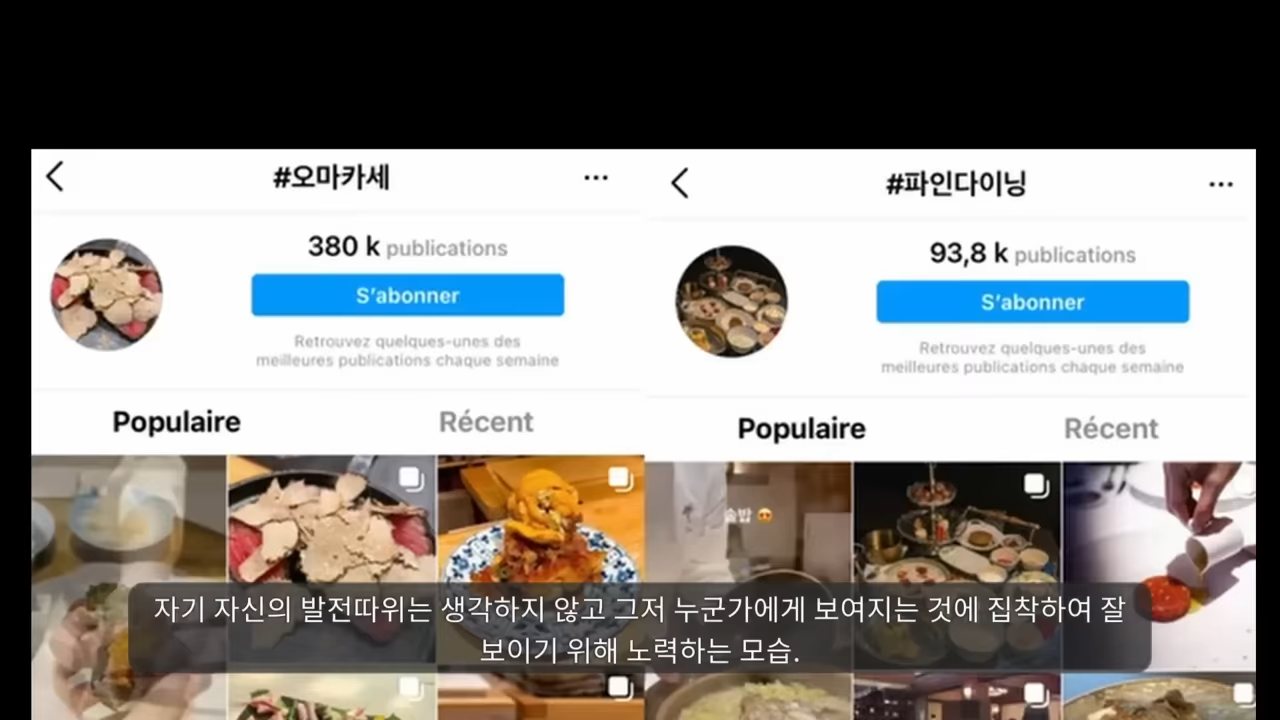 #오마카세
380 k publications
S'abonner
Retrouvez quelques-unes des
meilleures publications chaque semaine
Populaire
Récent
#파인다이닝
93,8 k publications
S'abonner
Retrouvez quelques-unes des
meilleures publications chaque semaine
Populaire
Récent
솥밥 😍
자기 자신의 발전따위는 생각하지 않고 그저 누군가에게 보여지는 것에 집착하여 잘
보이기 위해 노력하는 모습.